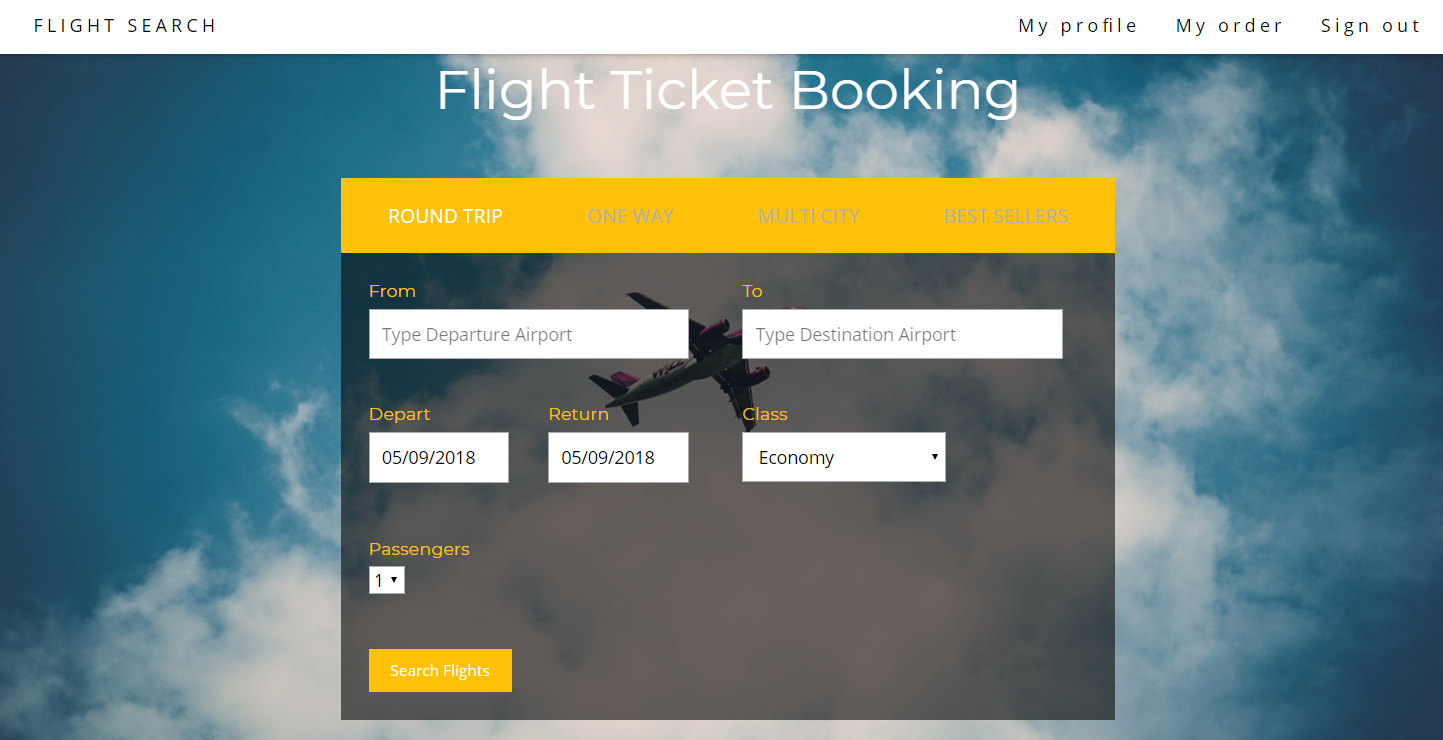 FLIGHT SEARCH My profile My order Sign out
Flight Ticket Booking
ROUND TRIP ONE WAY MULTI CITY BEST SELLERS
From To
Type Departure Airport Type Destination Airport
Depart Return Class
05/09/2018 05/09/2018 Economy
Passengers
1
Search Flights